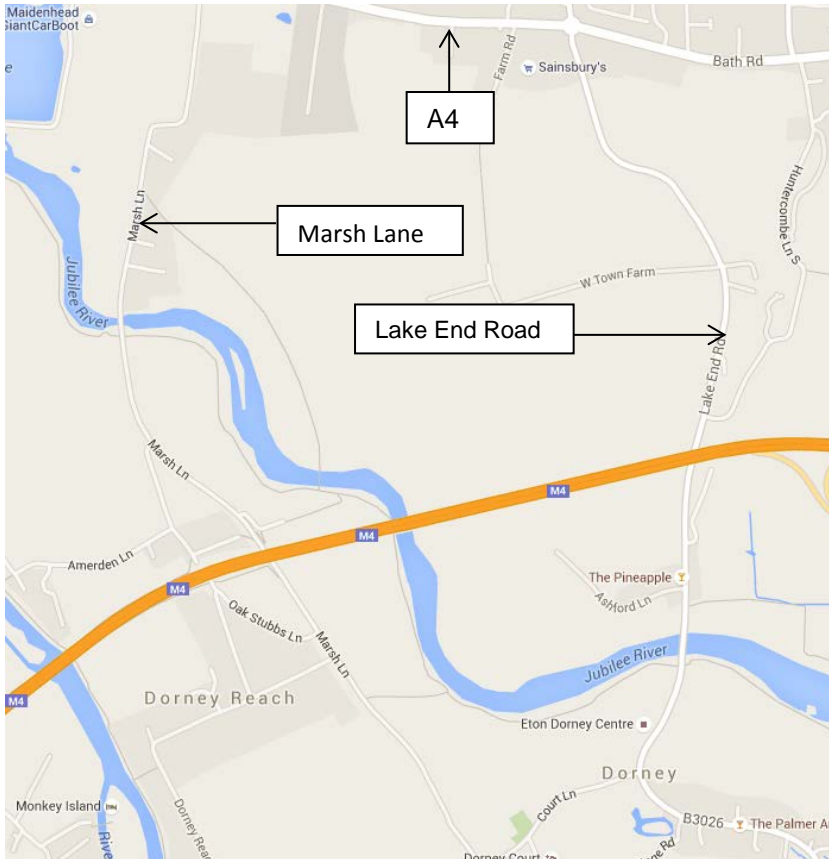 Maidenhead
GiantCarBoot
A4
Farm Rd
Sainsbury's
Bath Rd
Huntercombe Ln S
Marsh Ln
Marsh Lane
Jubilee River
W Town Farm
Lake End Road
Lake End Rd
Marsh Ln
M4
M4
M4
M4
Amerden Ln
Oak Stubbs Ln
Marsh Ln
The Pineapple
Ashford Ln
Jubilee River
Dorney Reach
Eton Dorney Centre
Dorney
Monkey Island
Dorney Reach
Court Ln
B3026
The Palmer A
Dorney Court